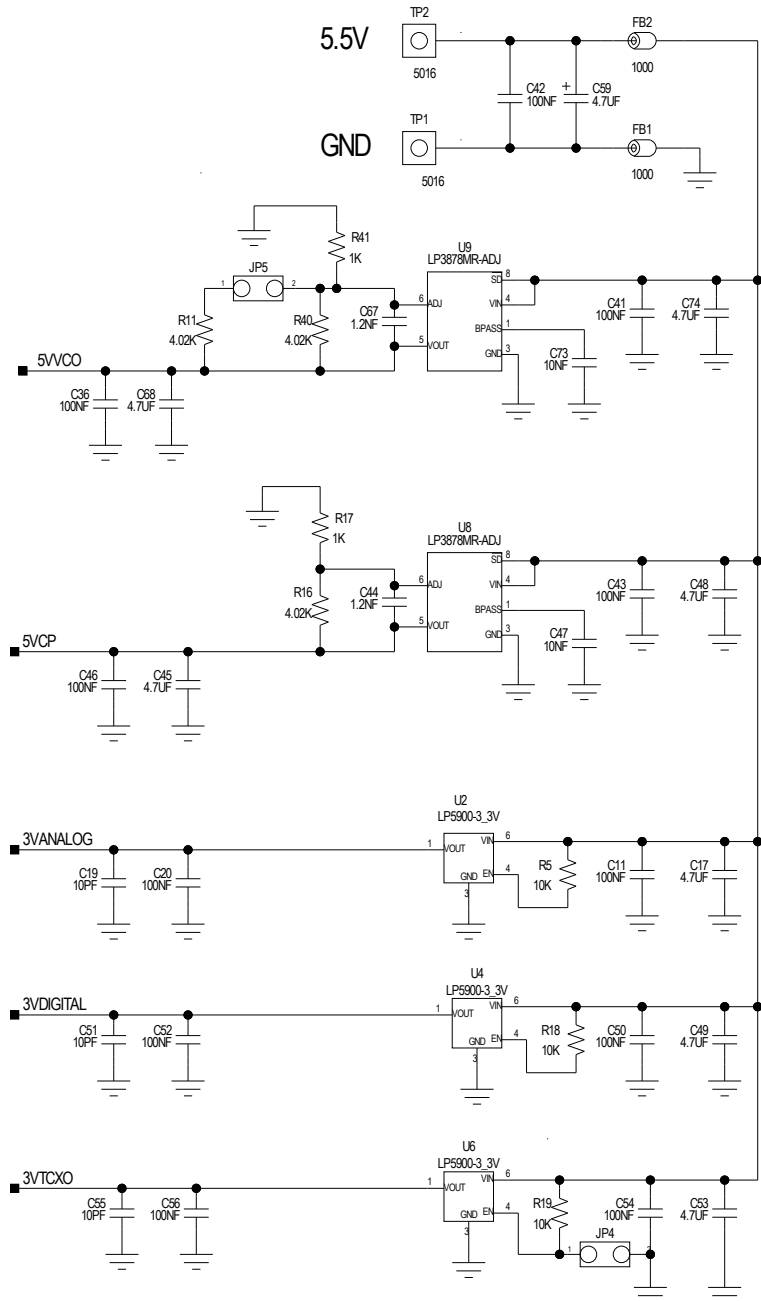 TP2
FB2
5.5V
5016
1000
C42
100NF
+
C59
4.7UF
TP1
FB1
GND
5016
1000
R41
1K
U9
LP3878MR-ADJ
JP5
1
2
SD
8
VIN
4
ADJ
6
C67
1.2NF
BPASS
1
VOUT
5
GND
3
R11
4.02K
R40
4.02K
C41
100NF
C74
4.7UF
C73
10NF
5VVCO
C36
100NF
C68
4.7UF
R17
1K
U8
LP3878MR-ADJ
SD
8
VIN
4
ADJ
6
C44
1.2NF
BPASS
1
VOUT
5
GND
3
R16
4.02K
C43
100NF
C48
4.7UF
C47
10NF
5VCP
C46
100NF
C45
4.7UF
U2
LP5900-3_3V
3VANALOG
1
VOUT
VIN
6
GND
EN
4
3
R5
10K
C19
10PF
C20
100NF
C11
100NF
C17
4.7UF
U4
LP5900-3_3V
3VDIGITAL
1
VOUT
VIN
6
GND
EN
4
3
R18
10K
C51
10PF
C52
100NF
C50
100NF
C49
4.7UF
U6
LP5900-3_3V
3VTCXO
1
VOUT
VIN
6
GND
EN
4
3
R19
10K
C55
10PF
C56
100NF
C54
100NF
C53
4.7UF
JP4
1
2